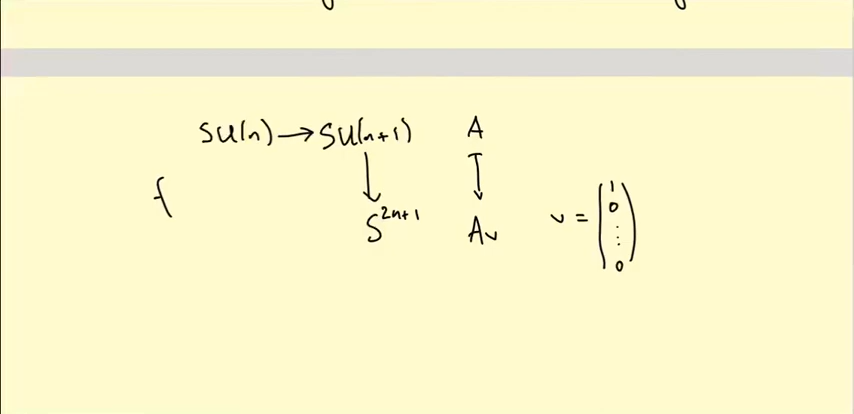 SU(n) → SU(n+1) A
↓ ↧
S^{2n+1} Av v = (1 0 ⋮ 0)